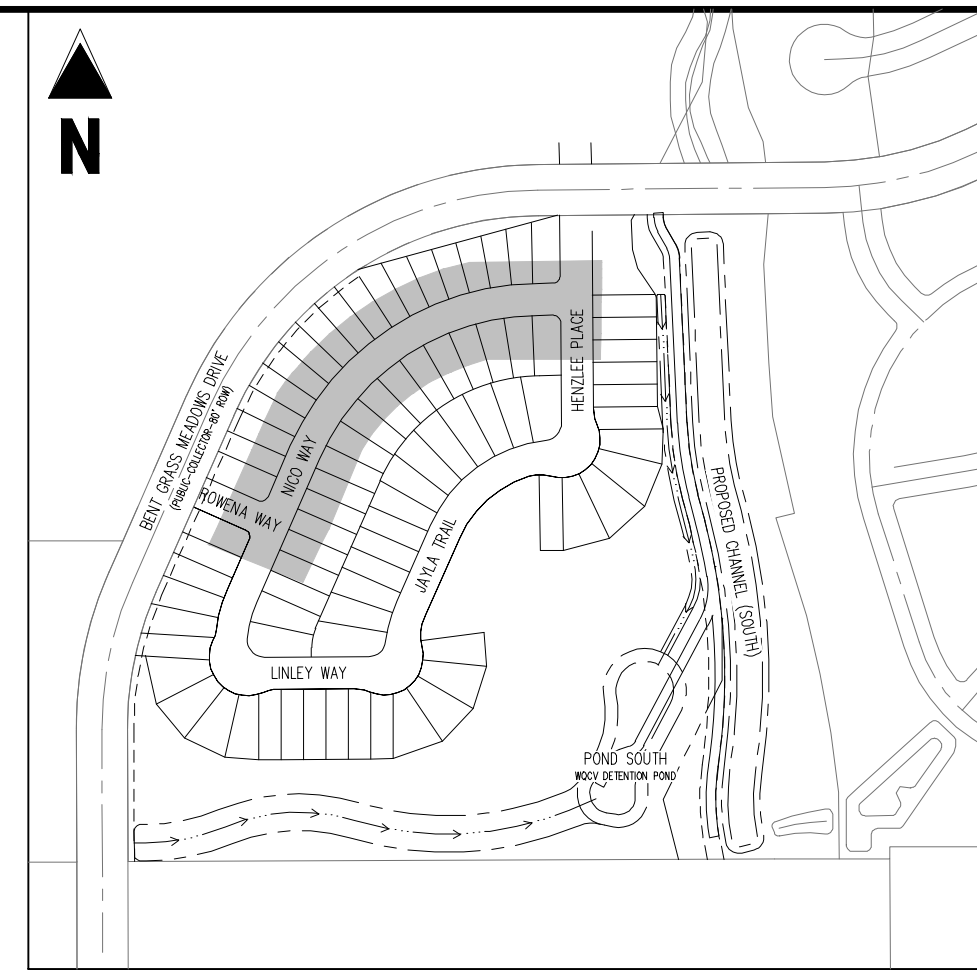 N
BENT GRASS MEADOWS DRIVE
(PUBLIC-COLLECTOR-80' ROW)
HENZLEE PLACE
NICO WAY
ROWENA WAY
JAYLA TRAIL
PROPOSED CHANNEL (SOUTH)
LINLEY WAY
POND SOUTH
WQCV DETENTION POND